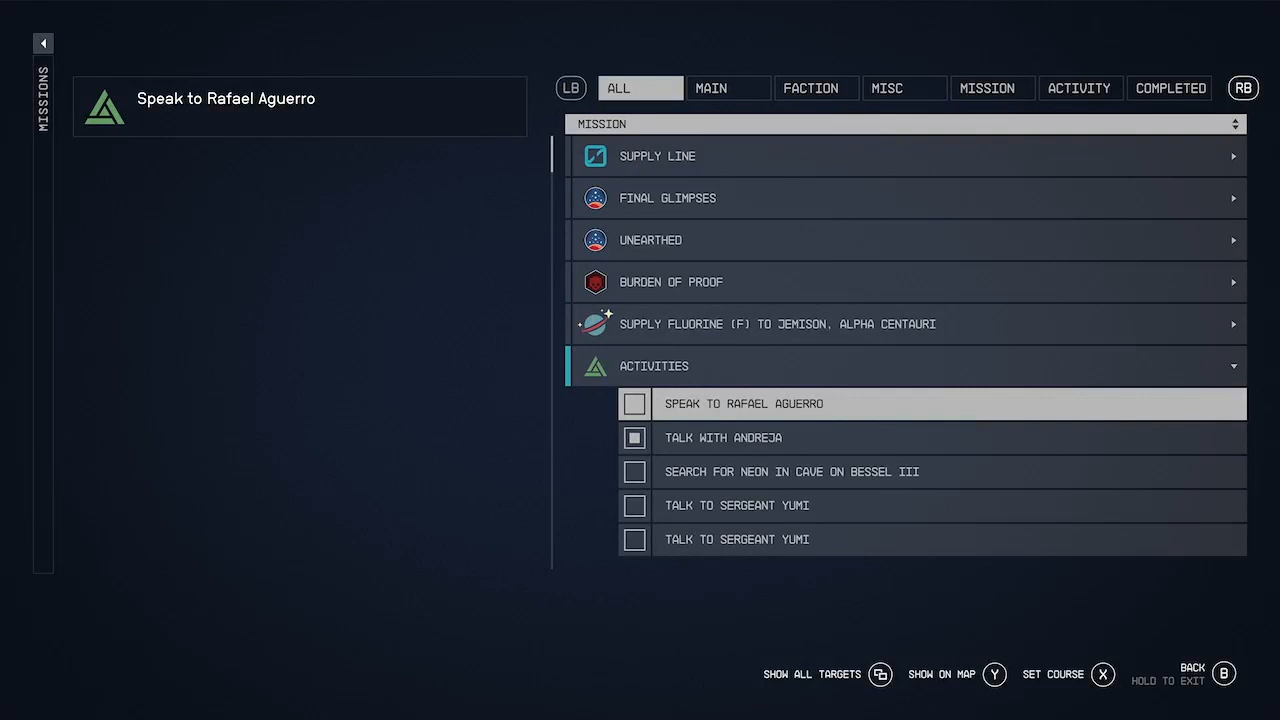 MISSIONS
Speak to Rafael Aguerro
LB
ALL
MAIN
FACTION
MISC
MISSION
ACTIVITY
COMPLETED
RB
MISSION
SUPPLY LINE
FINAL GLIMPSES
UNEARTHED
BURDEN OF PROOF
SUPPLY FLUORINE (F) TO JEMISON, ALPHA CENTAURI
ACTIVITIES
SPEAK TO RAFAEL AGUERRO
TALK WITH ANDREJA
SEARCH FOR NEON IN CAVE ON BESSEL III
TALK TO SERGEANT YUMI
TALK TO SERGEANT YUMI
SHOW ALL TARGETS
SHOW ON MAP Y
SET COURSE X
BACK B
HOLD TO EXIT